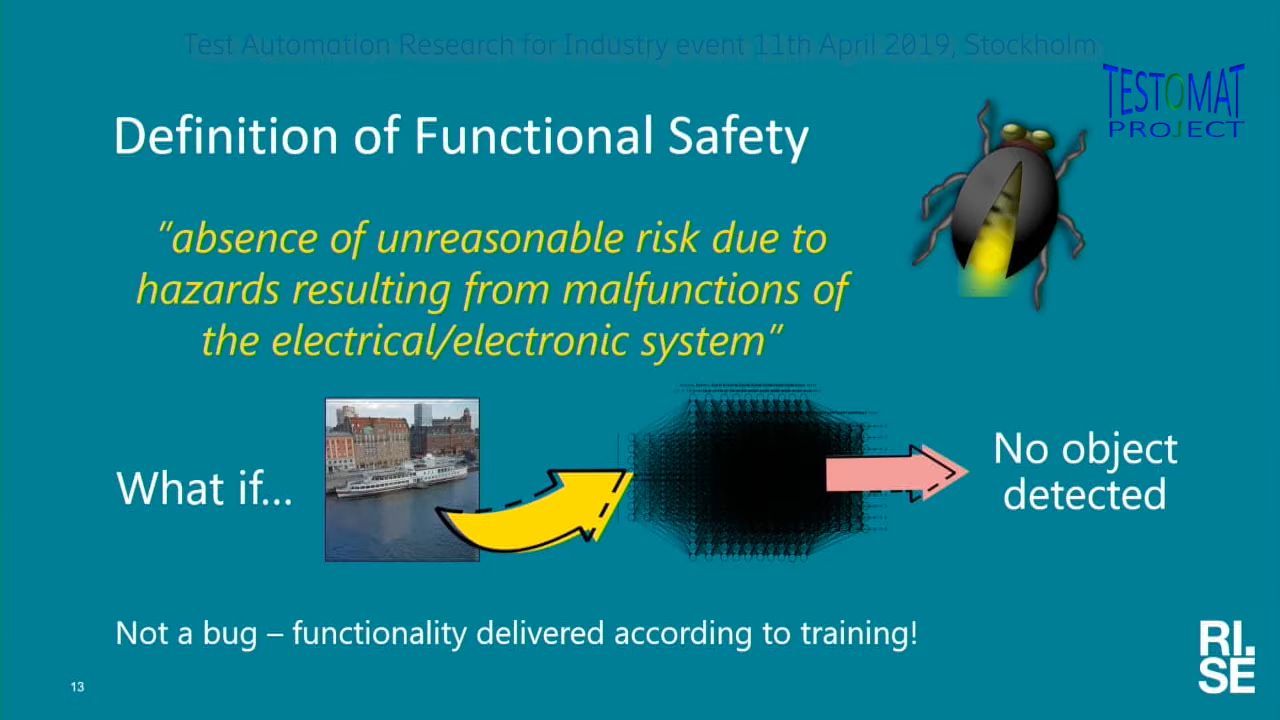 Test Automation Research for Industry event 11th April 2019, Stockholm
TESTOMAT
PROJECT
Definition of Functional Safety
”absence of unreasonable risk due to
hazards resulting from malfunctions of
the electrical/electronic system”
What if...
No object
detected
Not a bug – functionality delivered according to training!
RI.
SE
13